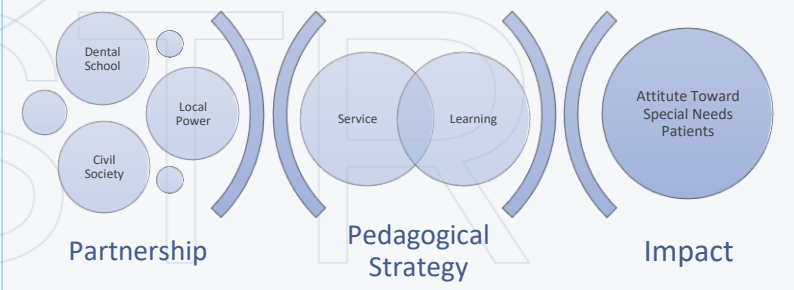 Dental
School
Local
Power
Civil
Society
Partnership
Service
Learning
Pedagogical
Strategy
Attitute Toward
Special Needs
Patients
Impact